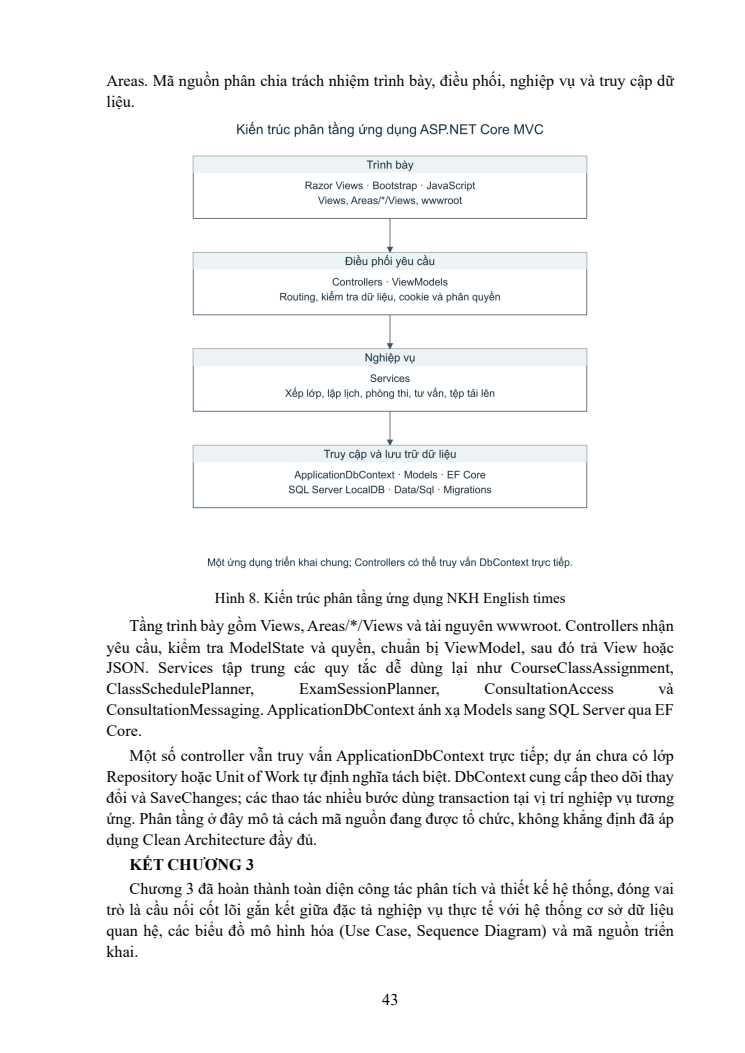 Areas. Mã nguồn phân chia trách nhiệm trình bày, điều phối, nghiệp vụ và truy cập dữ
liệu.
Kiến trúc phân tầng ứng dụng ASP.NET Core MVC
Trình bày
Razor Views · Bootstrap · JavaScript
Views, Areas/*/Views, wwwroot
Điều phối yêu cầu
Controllers · ViewModels
Routing, kiểm tra dữ liệu, cookie và phân quyền
Nghiệp vụ
Services
Xếp lớp, lập lịch, phòng thi, tư vấn, tệp tải lên
Truy cập và lưu trữ dữ liệu
ApplicationDbContext · Models · EF Core
SQL Server LocalDB · Data/Sql · Migrations
Một ứng dụng triển khai chung; Controllers có thể truy vấn DbContext trực tiếp.
Hình 8. Kiến trúc phân tầng ứng dụng NKH English times
Tầng trình bày gồm Views, Areas/*/Views và tài nguyên wwwroot. Controllers nhận
yêu cầu, kiểm tra ModelState và quyền, chuẩn bị ViewModel, sau đó trả View hoặc
JSON. Services tập trung các quy tắc dễ dùng lại như CourseClassAssignment,
ClassSchedulePlanner, ExamSessionPlanner, ConsultationAccess và
ConsultationMessaging. ApplicationDbContext ánh xạ Models sang SQL Server qua EF
Core.
Một số controller vẫn truy vấn ApplicationDbContext trực tiếp; dự án chưa có lớp
Repository hoặc Unit of Work tự định nghĩa tách biệt. DbContext cung cấp theo dõi thay
đổi và SaveChanges; các thao tác nhiều bước dùng transaction tại vị trí nghiệp vụ tương
ứng. Phân tầng ở đây mô tả cách mã nguồn đang được tổ chức, không khẳng định đã áp
dụng Clean Architecture đầy đủ.
KẾT CHƯƠNG 3
Chương 3 đã hoàn thành toàn diện công tác phân tích và thiết kế hệ thống, đóng vai
trò là cầu nối cốt lõi gắn kết giữa đặc tả nghiệp vụ thực tế với hệ thống cơ sở dữ liệu
quan hệ, các biểu đồ mô hình hóa (Use Case, Sequence Diagram) và mã nguồn triển
khai.
43